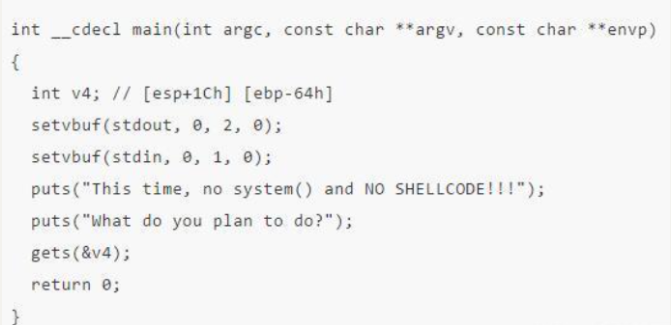 int __cdecl main(int argc, const char **argv, const char **envp)
{
int v4; // [esp+1Ch] [ebp-64h]
setvbuf(stdout, 0, 2, 0);
setvbuf(stdin, 0, 1, 0);
puts("This time, no system() and NO SHELLCODE!!!");
puts("What do you plan to do?");
gets(&v4);
return 0;
}